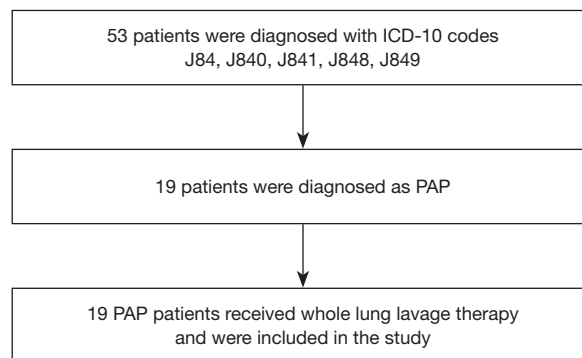 53 patients were diagnosed with ICD-10 codes
J84, J840, J841, J848, J849
19 patients were diagnosed as PAP
19 PAP patients received whole lung lavage therapy
and were included in the study